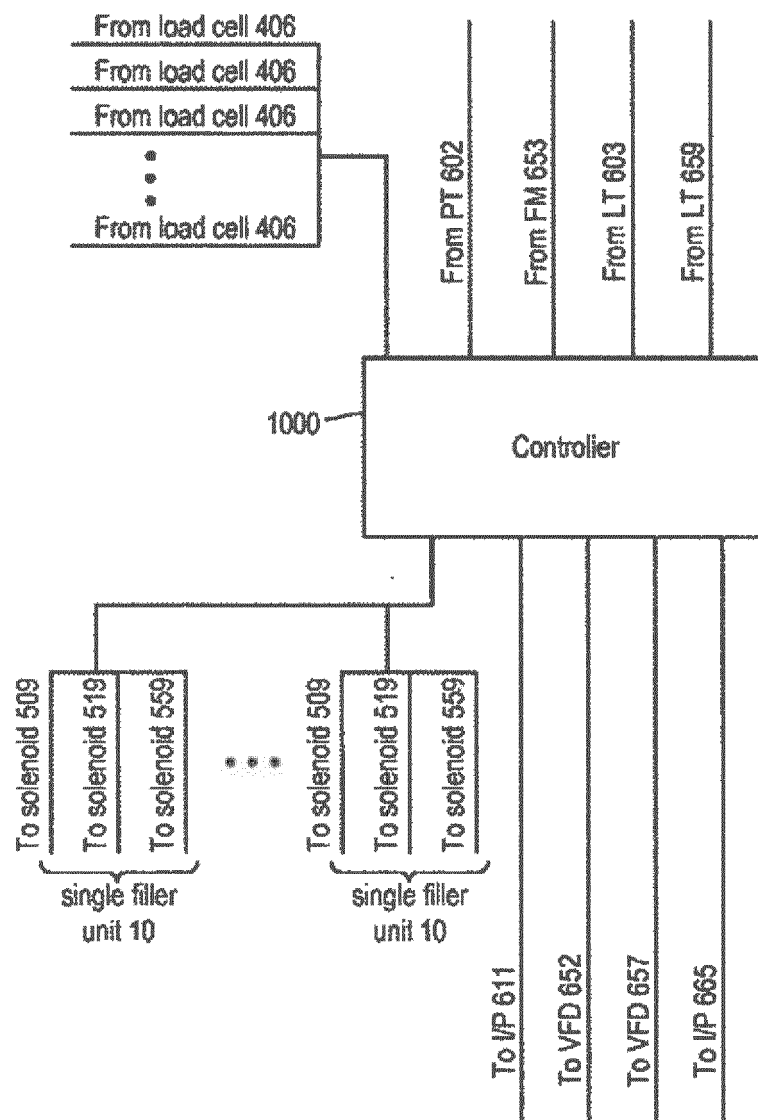 From load cell 406
From load cell 406
From load cell 406
From load cell 406
From PT 602
From FM 653
From LT 603
From LT 659
1000
Controller
To solenoid 509
To solenoid 519
To solenoid 559
To solenoid 509
To solenoid 519
To solenoid 559
single filler
unit 10
single filler
unit 10
To I/P 611
To VFD 652
To VFD 657
To I/P 665